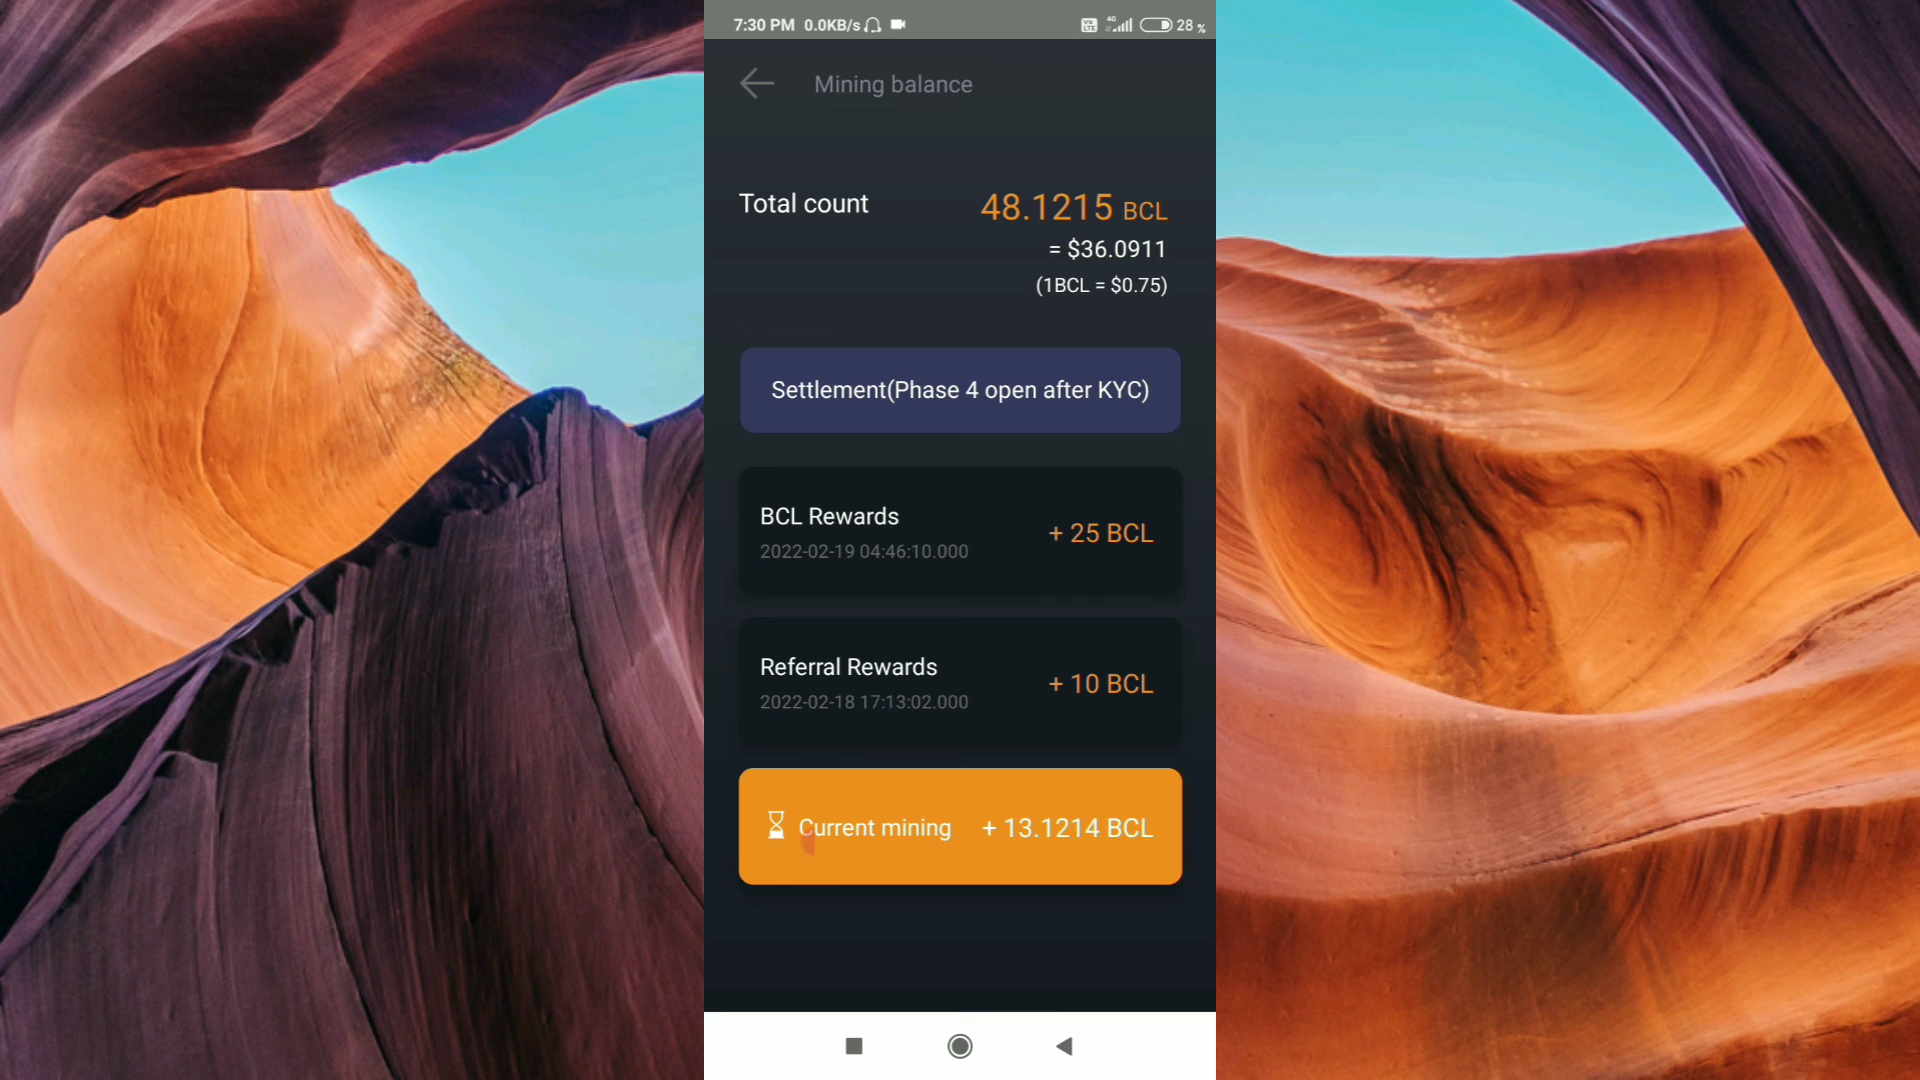 7:30 PM 0.0KB/s 4G 28 %
Mining balance
Total count 48.1215 BCL
= $36.0911
(1BCL = $0.75)
Settlement(Phase 4 open after KYC)
BCL Rewards
+ 25 BCL
2022-02-19 04:46:10.000
Referral Rewards
+ 10 BCL
2022-02-18 17:13:02.000
Current mining + 13.1214 BCL